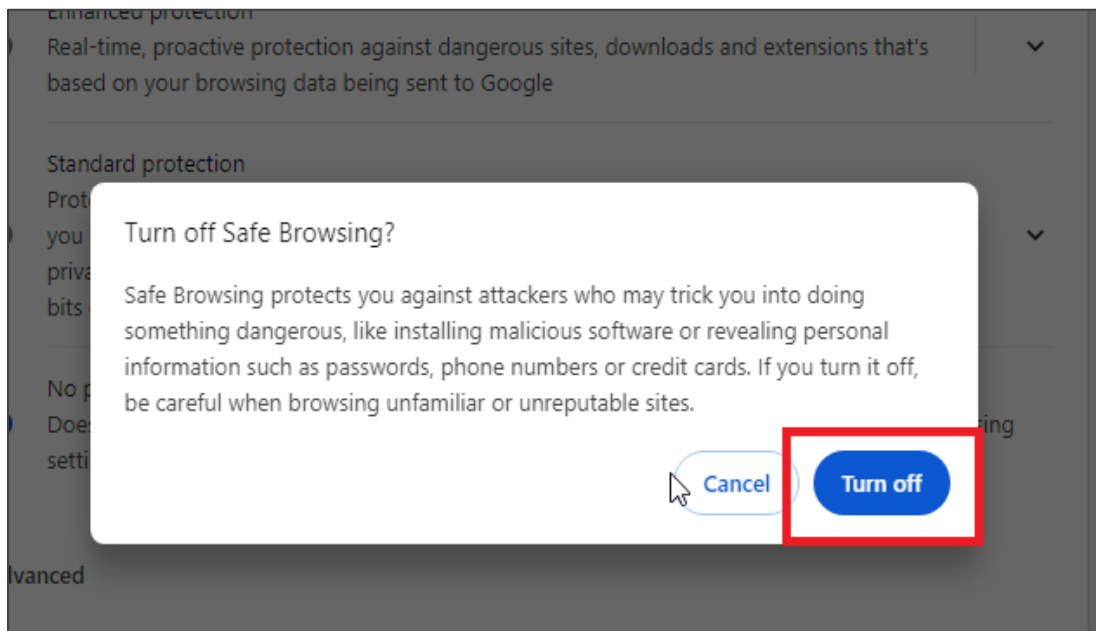 Enhanced protection
Real-time, proactive protection against dangerous sites, downloads and extensions that's
based on your browsing data being sent to Google
Standard protection
you
bits
Turn off Safe Browsing?
Safe Browsing protects you against attackers who may trick you into doing
something dangerous, like installing malicious software or revealing personal
information such as passwords, phone numbers or credit cards. If you turn it off,
be careful when browsing unfamiliar or unreputable sites.
No
Cancel
Turn off